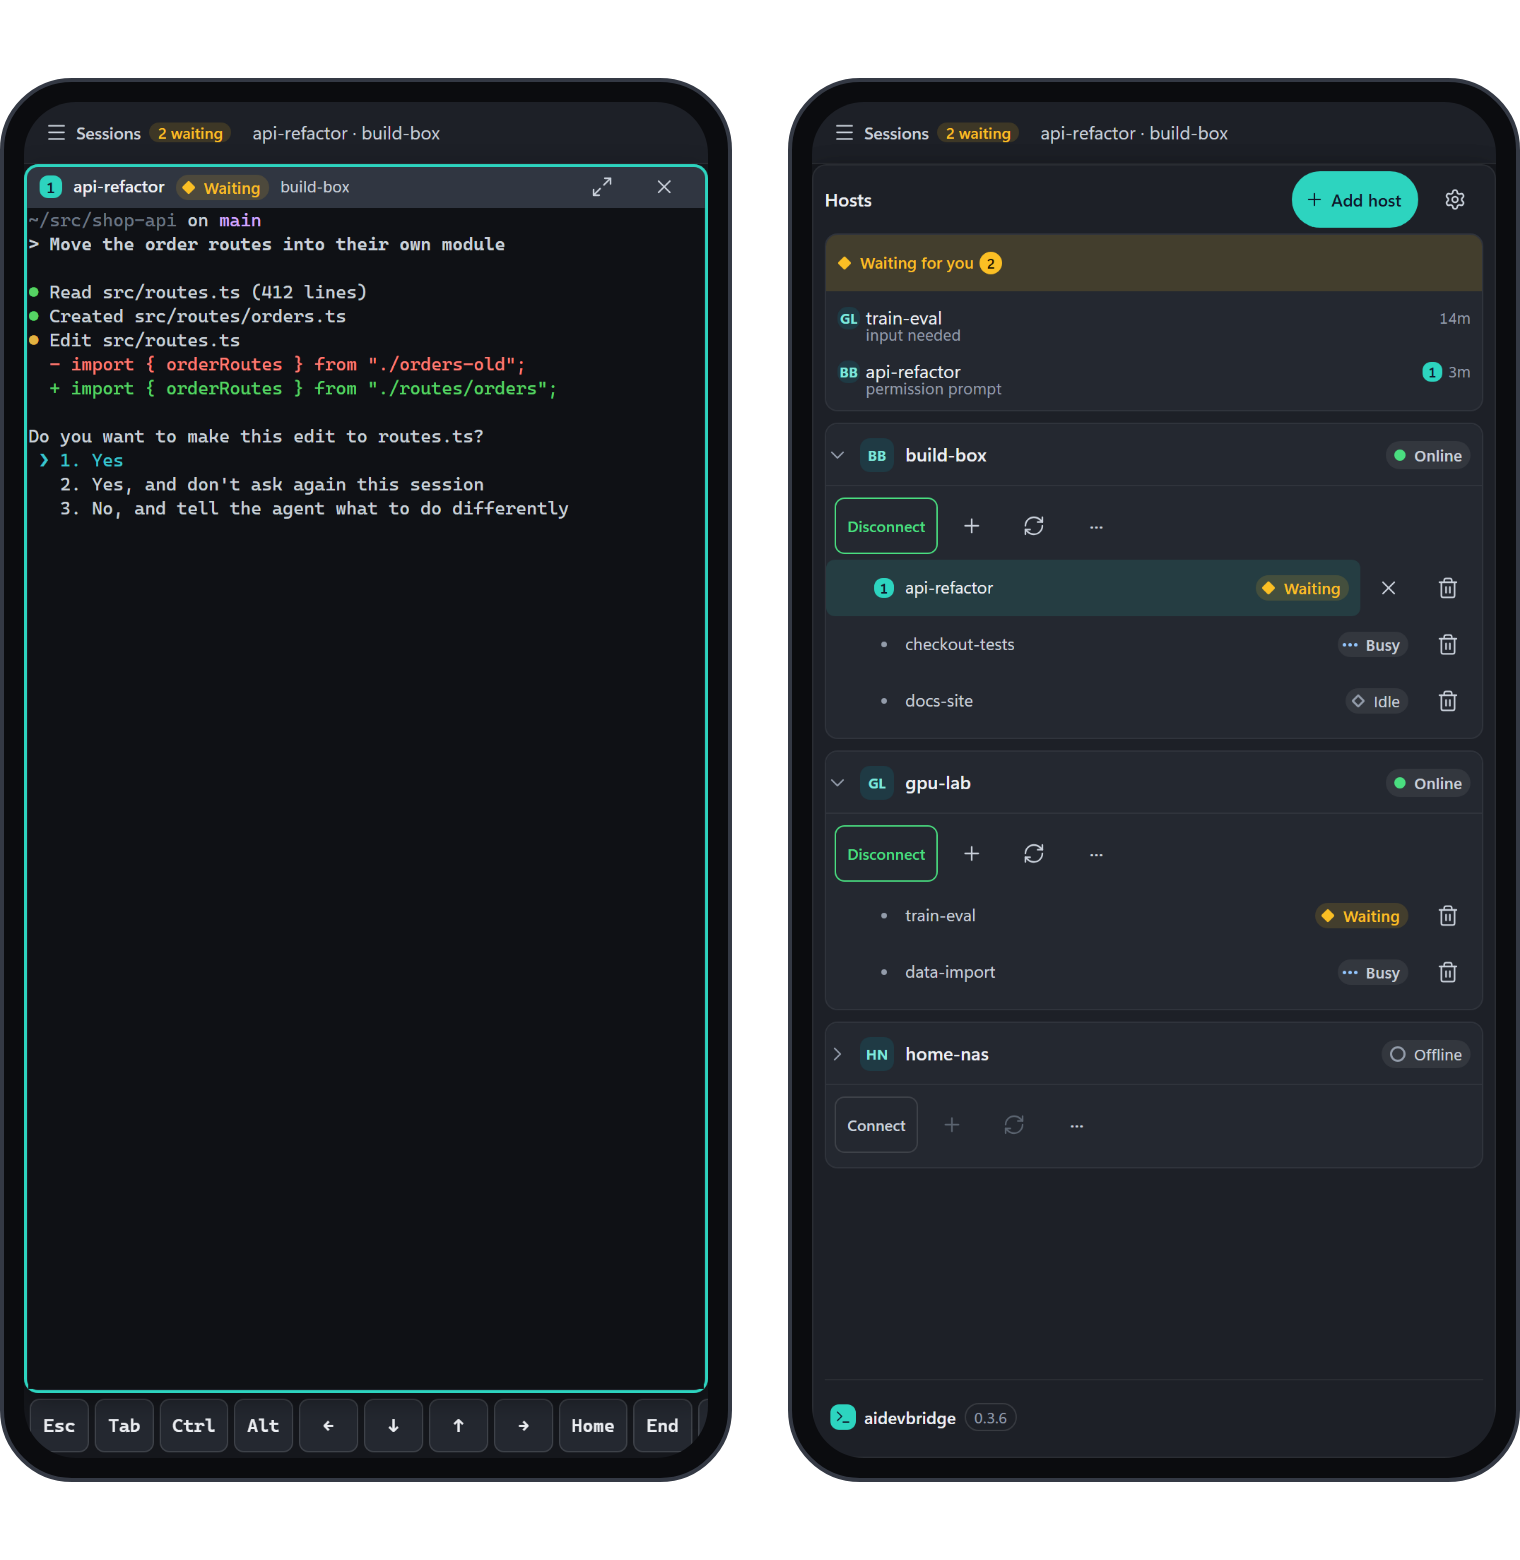 Sessions 2 waiting api-refactor · build-box
1 api-refactor Waiting build-box
~/src/shop-api on main
> Move the order routes into their own module
Read src/routes.ts (412 lines)
Created src/routes/orders.ts
Edit src/routes.ts
- import { orderRoutes } from "./orders-old";
+ import { orderRoutes } from "./routes/orders";
Do you want to make this edit to routes.ts?
❯ 1. Yes
2. Yes, and don't ask again this session
3. No, and tell the agent what to do differently
Esc Tab Ctrl Alt ← ↓ ↑ → Home End
Sessions 2 waiting api-refactor · build-box
Hosts + Add host
Waiting for you 2
GL train-eval 14m
input needed
BB api-refactor 1 3m
permission prompt
BB build-box Online
Disconnect + ...
1 api-refactor Waiting
checkout-tests Busy
docs-site Idle
GL gpu-lab Online
Disconnect + ...
train-eval Waiting
data-import Busy
HN home-nas Offline
Connect + ...
aidevbridge 0.3.6